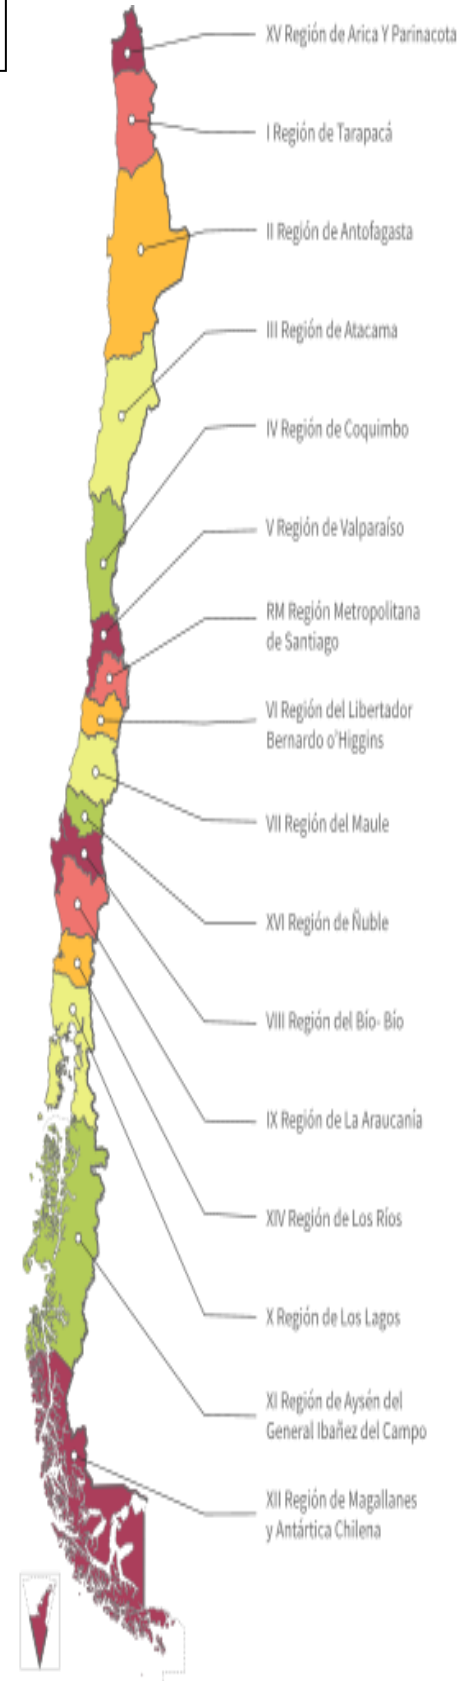 XV Región de Arica Y Parinacota
I Región de Tarapacá
II Región de Antofagasta
III Región de Atacama
IV Región de Coquimbo
V Región de Valparaíso
RM Región Metropolitana
de Santiago
VI Región del Libertador
Bernardo o'Higgins
VII Región del Maule
XVI Región de Ñuble
VIII Región del Bío- Bío
IX Región de La Araucanía
XIV Región de Los Ríos
X Región de Los Lagos
XI Región de Aysén del
General Ibañez del Campo
XII Región de Magallanes
y Antártica Chilena